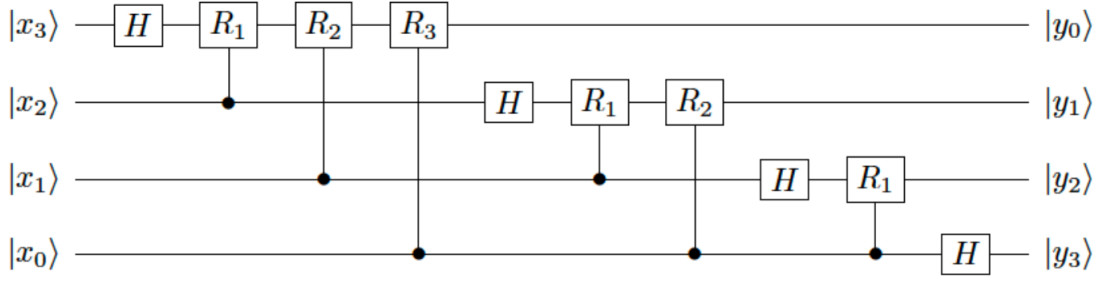 |x₃⟩ H R₁ R₂ R₃ |y₀⟩
|x₂⟩ H R₁ R₂ |y₁⟩
|x₁⟩ H R₁ |y₂⟩
|x₀⟩ H |y₃⟩